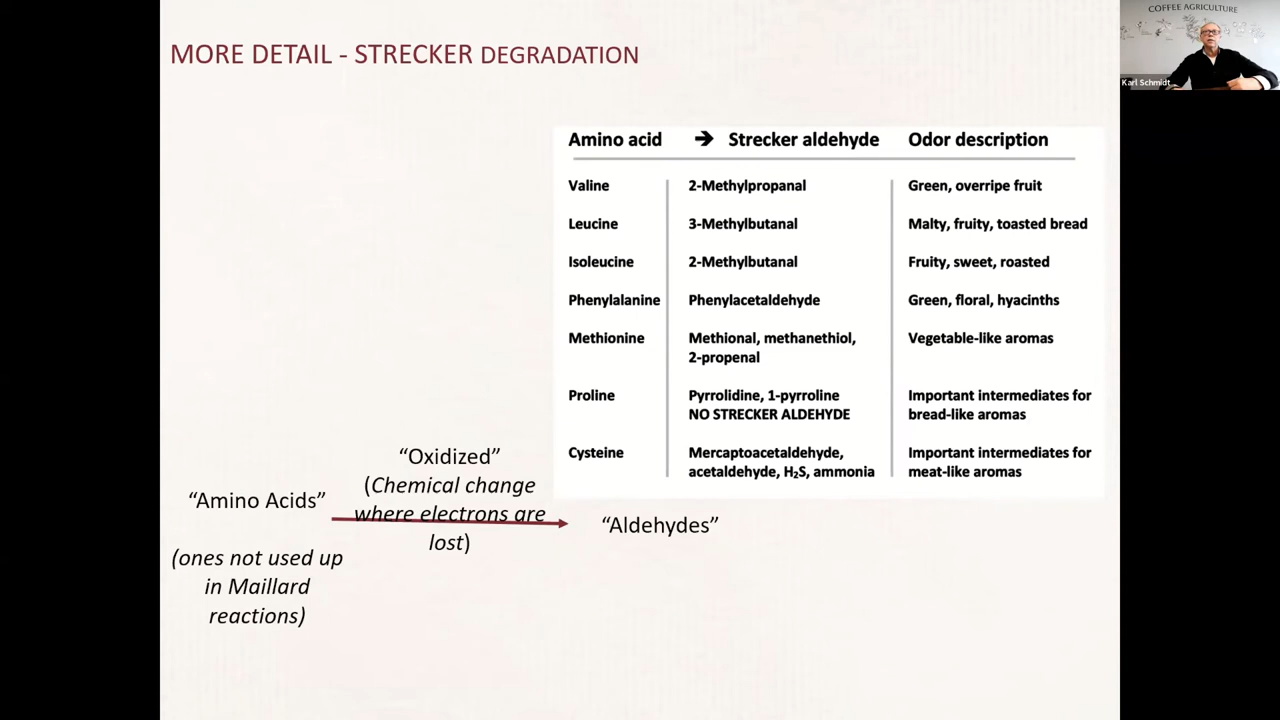 COFFEE AGRICULTURE
Karl Schmidt
MORE DETAIL - STRECKER DEGRADATION
Amino acid → Strecker aldehyde Odor description
Valine 2-Methylpropanal Green, overripe fruit
Leucine 3-Methylbutanal Malty, fruity, toasted bread
Isoleucine 2-Methylbutanal Fruity, sweet, roasted
Phenylalanine Phenylacetaldehyde Green, floral, hyacinths
Methionine Methional, methanethiol, Vegetable-like aromas
2-propenal
Proline Pyrrolidine, 1-pyrroline Important intermediates for
NO STRECKER ALDEHYDE bread-like aromas
Cysteine Mercaptoacetaldehyde, Important intermediates for
acetaldehyde, H₂S, ammonia meat-like aromas
“Amino Acids”
(ones not used up
in Maillard
reactions)
“Oxidized”
(Chemical change
where electrons are
lost)
“Aldehydes”